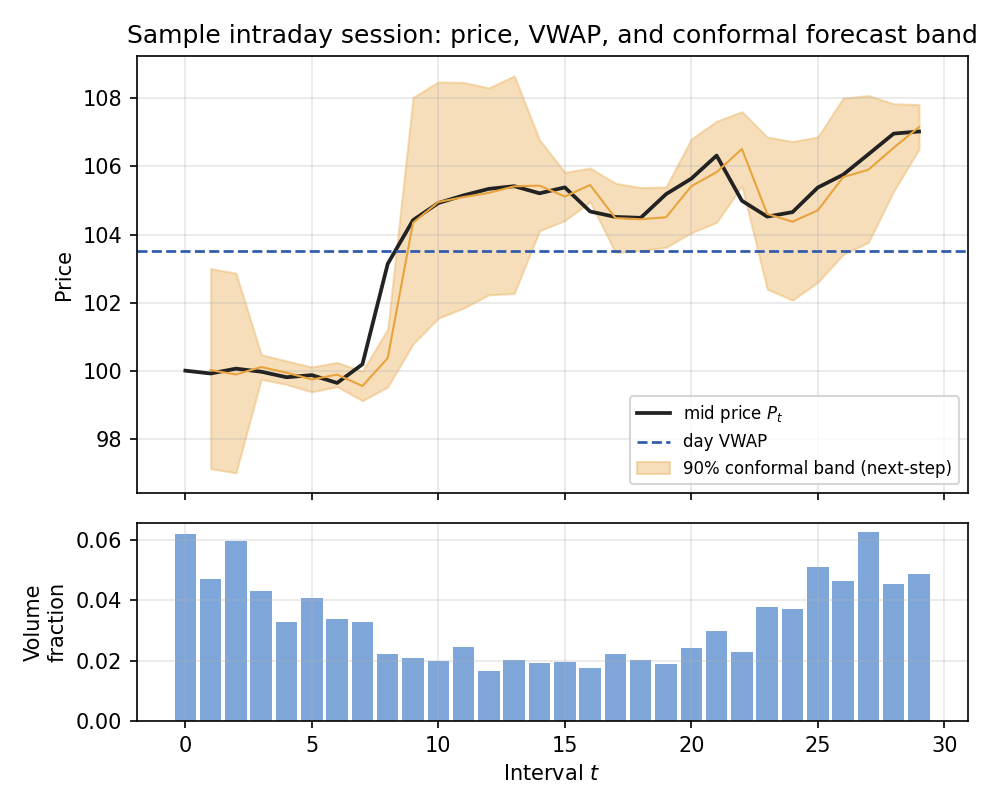 Sample intraday session: price, VWAP, and conformal forecast band
108
106
104
102
100
98
Price
mid price P_t
day VWAP
90% conformal band (next-step)
0.06
0.04
0.02
0.00
Volume
fraction
0 5 10 15 20 25 30
Interval t